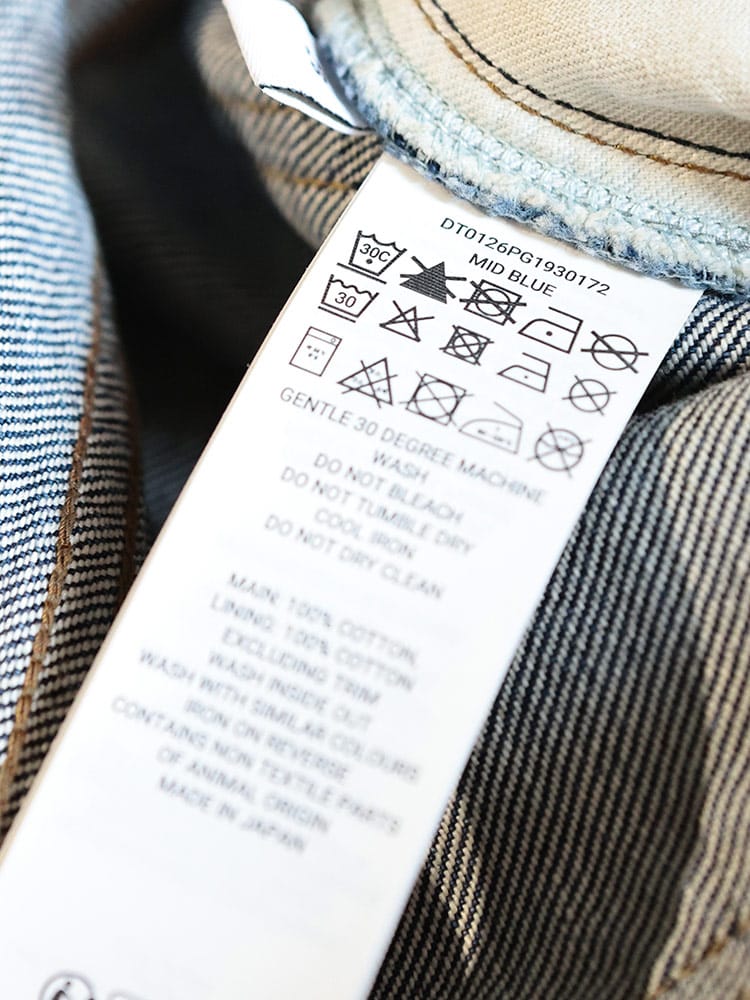 DT0126PG1930172
MID BLUE
30C
30
GENTLE 30 DEGREE MACHINE
WASH
DO NOT BLEACH
DO NOT TUMBLE DRY
COOL IRON
DO NOT DRY CLEAN
MAIN: 100% COTTON,
LINING: 100% COTTON
EXCLUDING TRIM
WASH INSIDE OUT
WASH WITH SIMILAR COLOURS
IRON ON REVERSE
CONTAINS NON TEXTILE PARTS
OF ANIMAL ORIGIN
MADE IN JAPAN